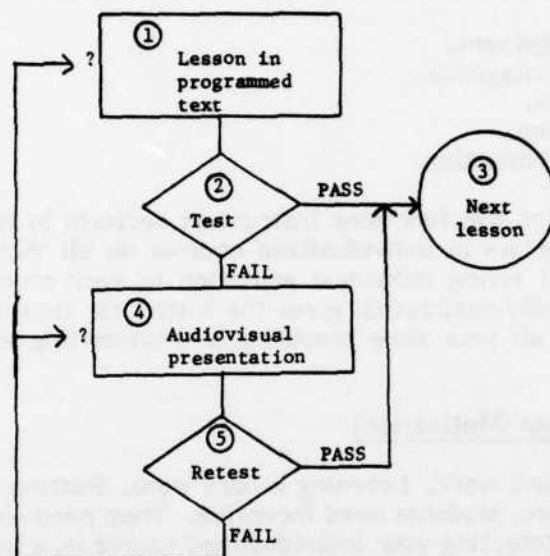 ①
? Lesson in
programmed
text
②
Test
PASS
③
Next
lesson
FAIL
④
? Audiovisual
presentation
⑤
Retest
PASS
FAIL